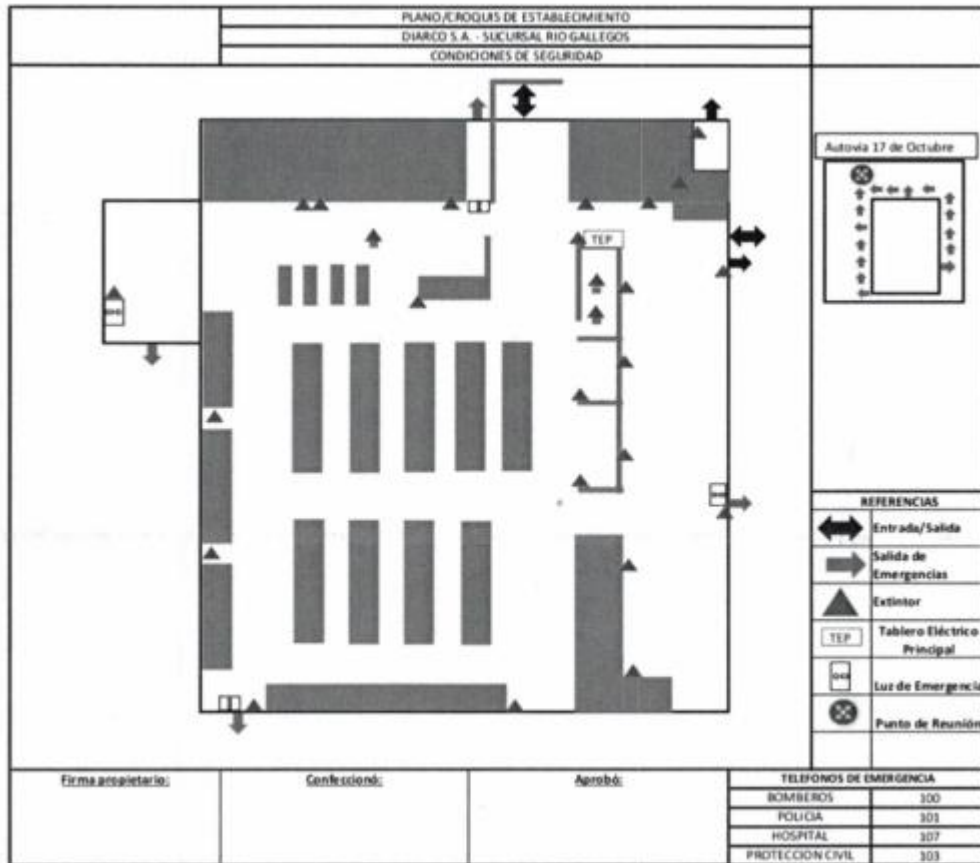 PLANO/CROQUIS DE ESTABLECIMIENTO
DIARCO S.A. - SUCURSAL RIO GALLEGOS
CONDICIONES DE SEGURIDAD
Autovia 17 de Octubre
TEP
REFERENCIAS
Entrada/Salida
Salida de
Emergencias
Extintor
TEP
Tablero Eléctrico
Principal
Luz de Emergencia
Punto de Reunión
Firma propietario:
Confeccionó:
Aprobó:
TELEFONOS DE EMERGENCIA
BOMBEROS 100
POLICIA 101
HOSPITAL 107
PROTECCION CIVIL 103